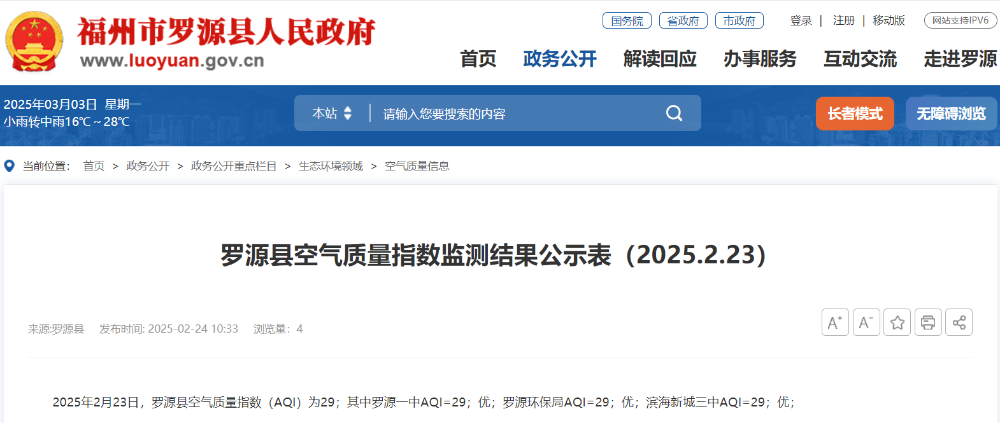 福州市罗源县人民政府
www.luoyuan.gov.cn
国务院 省政府 市政府 登录 | 注册 | 移动版 网站支持IPV6
首页 政务公开 解读回应 办事服务 互动交流 走进罗源
2025年03月03日 星期一
小雨转中雨16℃~28℃
本站 请输入您要搜索的内容
长者模式 无障碍浏览
当前位置： 首页 > 政务公开 > 政务公开重点栏目 > 生态环境领域 > 空气质量信息
罗源县空气质量指数监测结果公示表（2025.2.23）
来源:罗源县 发布时间: 2025-02-24 10:33 浏览量：4
A+ A-
2025年2月23日，罗源县空气质量指数（AQI）为29；其中罗源一中AQI=29；优；罗源环保局AQI=29；优；滨海新城三中AQI=29；优；